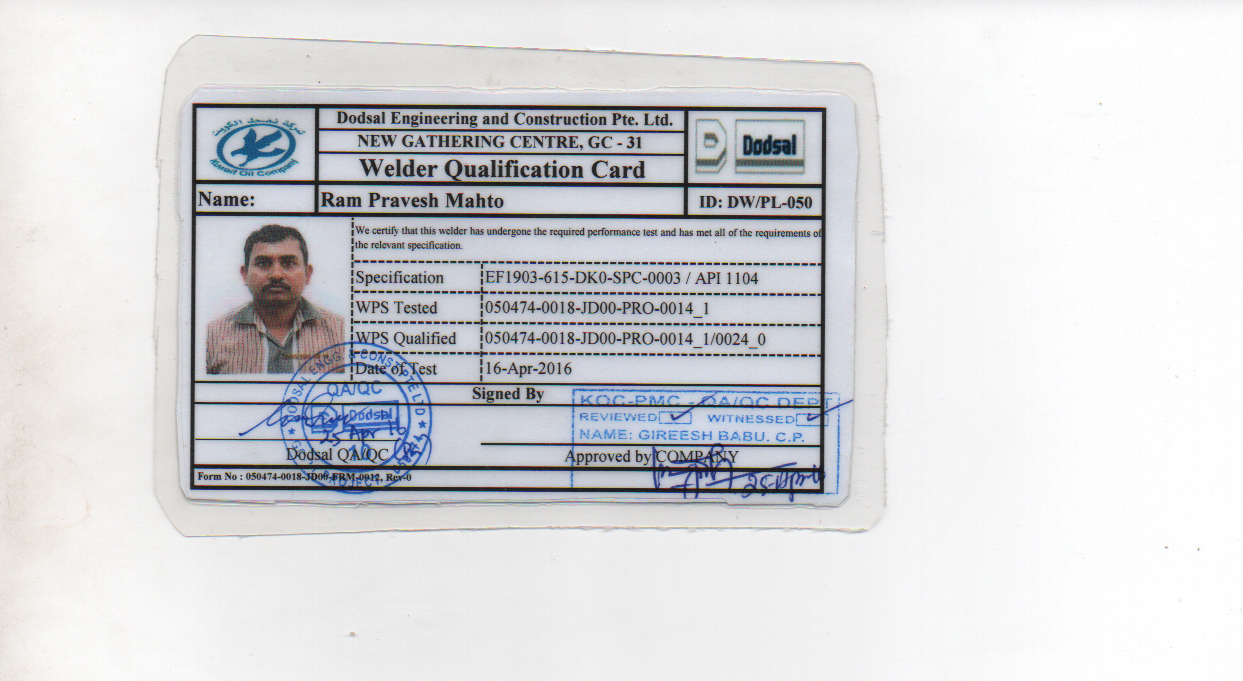 Dodsal Engineering and Construction Pte. Ltd.
NEW GATHERING CENTRE, GC - 31
Welder Qualification Card
Kuwait Oil Company
Dodsal
Name:
Ram Pravesh Mahto
ID: DW/PL-050
We certify that this welder has undergone the required performance test and has met all of the requirements of
the relevant specification.
Specification
EF1903-615-DK0-SPC-0003 / API 1104
WPS Tested
050474-0018-JD00-PRO-0014_1
WPS Qualified
050474-0018-JD00-PRO-0014_1/0024_0
Date of Test
16-Apr-2016
Signed By
DODSAL ENGG. & CONST. PTE LTD
QA/QC
Dodsal
25 Apr
KOC-PMC - QA/QC DEPT
REVIEWED
WITNESSED
NAME: GIREESH BABU. C.P.
Dodsal QA/QC
Approved by COMPANY
Form No : 050474-0018-JD00-FRM-0012, Rev-0